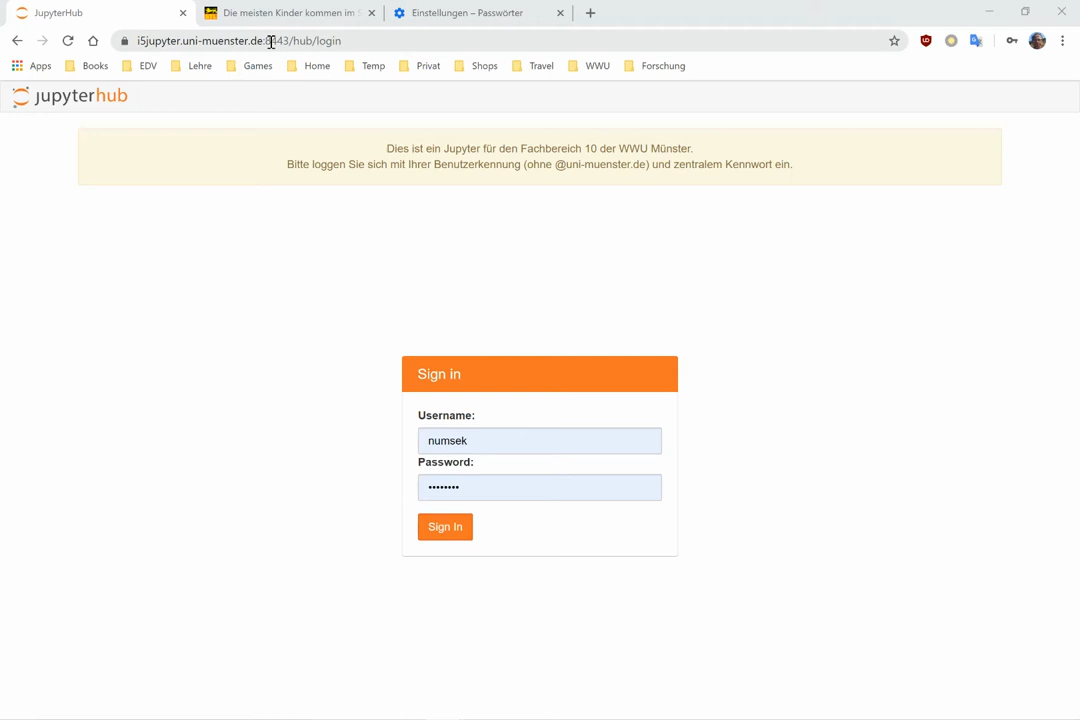 JupyterHub
Die meisten Kinder kommen im
Einstellungen – Passwörter
i5jupyter.uni-muenster.de:8443/hub/login
Apps Books EDV Lehre Games Home Temp Privat Shops Travel WWU Forschung
jupyterhub
Dies ist ein Jupyter für den Fachbereich 10 der WWU Münster.
Bitte loggen Sie sich mit Ihrer Benutzerkennung (ohne @uni-muenster.de) und zentralem Kennwort ein.
Sign in
Username:
numsek
Password:
••••••••
Sign In